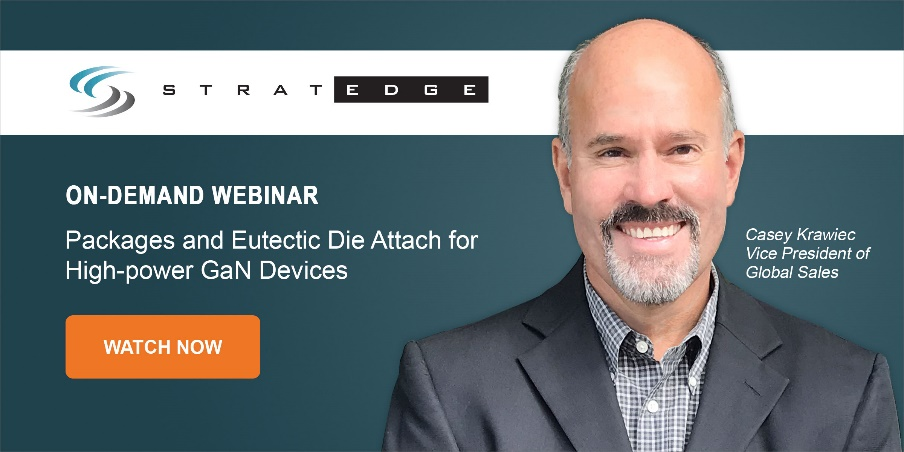 STRATEDGE
ON-DEMAND WEBINAR
Packages and Eutectic Die Attach for
High-power GaN Devices
WATCH NOW
Casey Krawiec
Vice President of
Global Sales